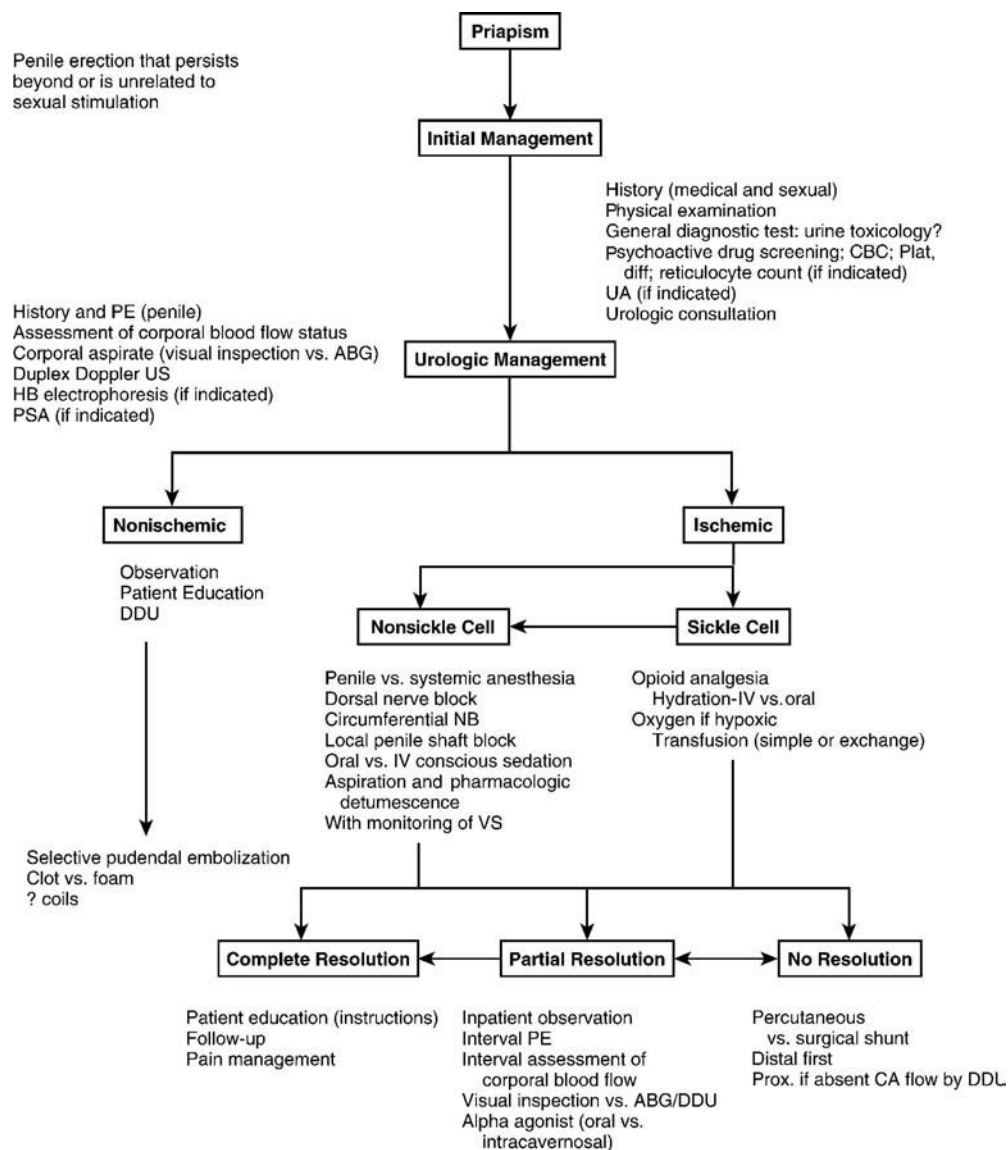 Priapism
Penile erection that persists
beyond or is unrelated to
sexual stimulation
Initial Management
History (medical and sexual)
Physical examination
General diagnostic test: urine toxicology?
Psychoactive drug screening; CBC; Plat,
diff; reticulocyte count (if indicated)
UA (if indicated)
Urologic consultation
History and PE (penile)
Assessment of corporal blood flow status
Corporal aspirate (visual inspection vs. ABG)
Duplex Doppler US
HB electrophoresis (if indicated)
PSA (if indicated)
Urologic Management
Nonischemic
Ischemic
Observation
Patient Education
DDU
Nonsickle Cell
Sickle Cell
Penile vs. systemic anesthesia
Dorsal nerve block
Circumferential NB
Local penile shaft block
Oral vs. IV conscious sedation
Aspiration and pharmacologic
detumescence
With monitoring of VS
Opioid analgesia
Hydration-IV vs. oral
Oxygen if hypoxic
Transfusion (simple or exchange)
Selective pudendal embolization
Clot vs. foam
? coils
Complete Resolution
Partial Resolution
No Resolution
Patient education (instructions)
Follow-up
Pain management
Inpatient observation
Interval PE
Interval assessment of
corporal blood flow
Visual inspection vs. ABG/DDU
Alpha agonist (oral vs.
intracavernosal)
Percutaneous
vs. surgical shunt
Distal first
Prox. if absent CA flow by DDU